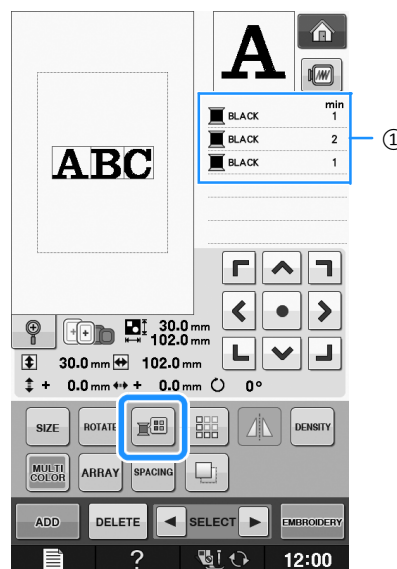 A
min
BLACK 1
BLACK 2 ①
BLACK 1
ABC
30.0 mm
102.0 mm
30.0 mm 102.0 mm
+ 0.0 mm + 0.0 mm 0°
SIZE ROTATE DENSITY
MULTI COLOR ARRAY SPACING
ADD DELETE SELECT EMBROIDERY
? 12:00